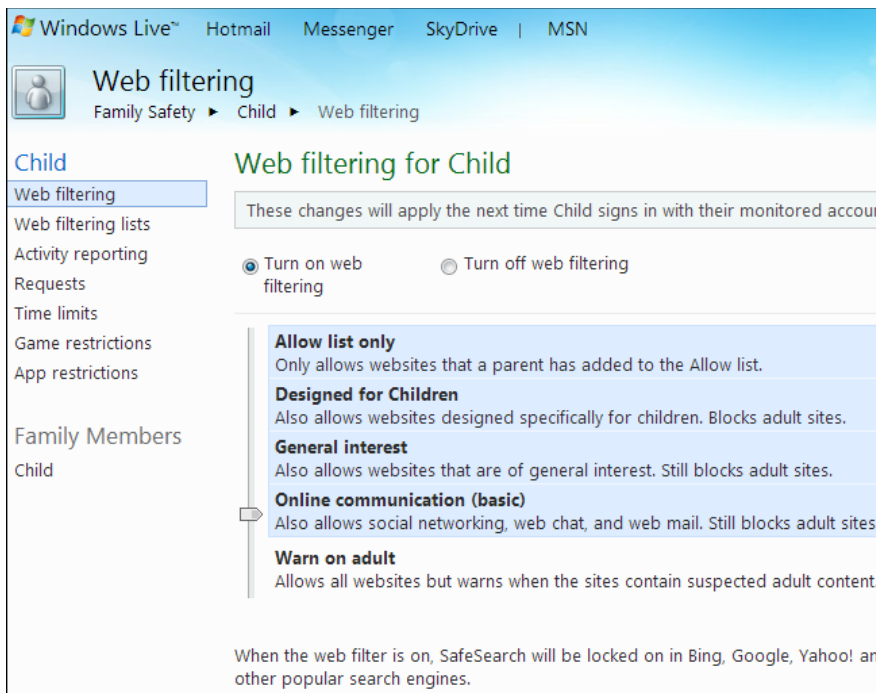 Windows Live™ Hotmail Messenger SkyDrive | MSN
Web filtering
Family Safety ► Child ► Web filtering
Child
Web filtering
Web filtering lists
Activity reporting
Requests
Time limits
Game restrictions
App restrictions
Family Members
Child
Web filtering for Child
These changes will apply the next time Child signs in with their monitored
Turn on web
filtering
Turn off web filtering
Allow list only
Only allows websites that a parent has added to the Allow list.
Designed for Children
Also allows websites designed specifically for children. Blocks adult sites.
General interest
Also allows websites that are of general interest. Still blocks adult sites.
Online communication (basic)
Also allows social networking, web chat, and web mail. Still blocks adult sites
Warn on adult
Allows all websites but warns when the sites contain suspected adult content.
When the web filter is on, SafeSearch will be locked on in Bing, Google, Yahoo!
other popular search engines.